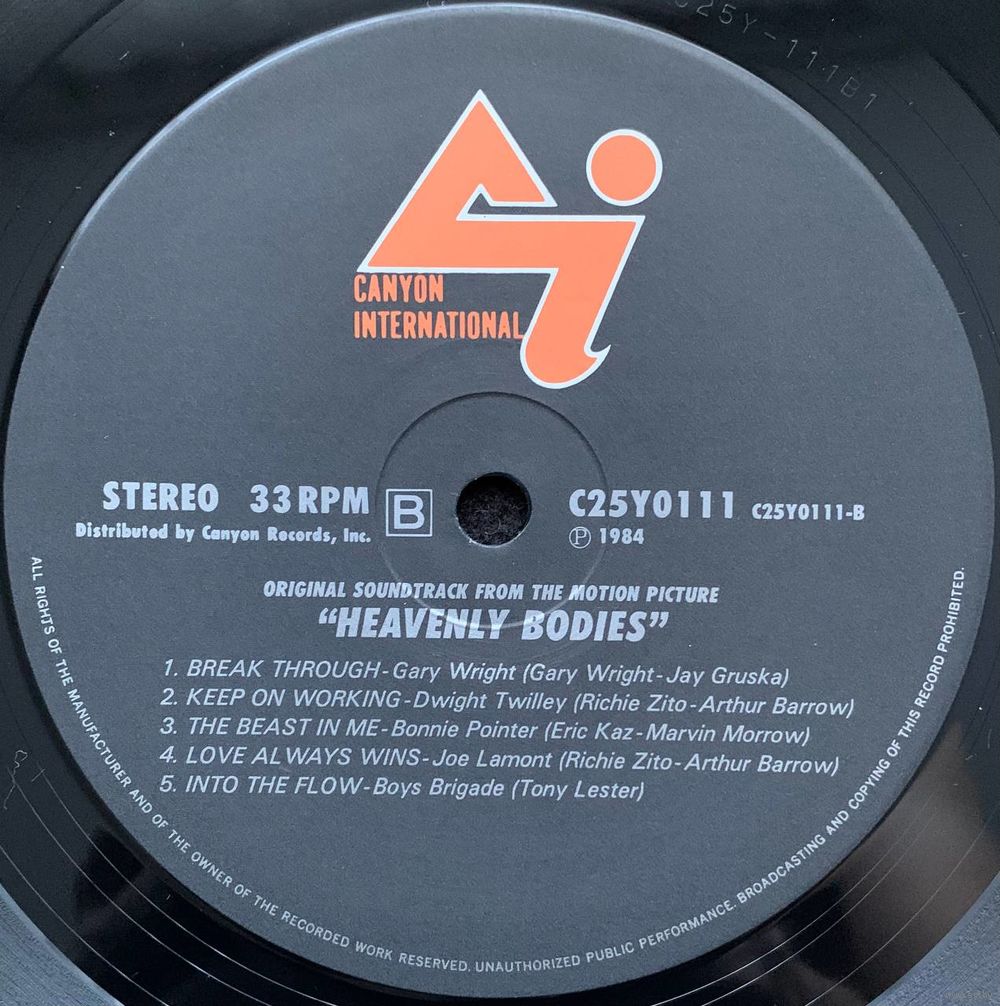 C25Y-111B1
CANYON
INTERNATIONAL
STEREO 33 RPM B C25Y0111 C25Y0111-B
Distributed by Canyon Records, Inc. Ⓟ 1984
ORIGINAL SOUNDTRACK FROM THE MOTION PICTURE
“HEAVENLY BODIES”
1. BREAK THROUGH-Gary Wright (Gary Wright-Jay Gruska)
2. KEEP ON WORKING-Dwight Twilley (Richie Zito-Arthur Barrow)
3. THE BEAST IN ME-Bonnie Pointer (Eric Kaz-Marvin Morrow)
4. LOVE ALWAYS WINS-Joe Lamont (Richie Zito-Arthur Barrow)
5. INTO THE FLOW-Boys Brigade (Tony Lester)
ALL RIGHTS OF THE MANUFACTURER AND OF THE OWNER OF THE RECORDED WORK RESERVED. UNAUTHORIZED PUBLIC PERFORMANCE. BROADCASTING AND COPYING OF THIS RECORD PROHIBITED.